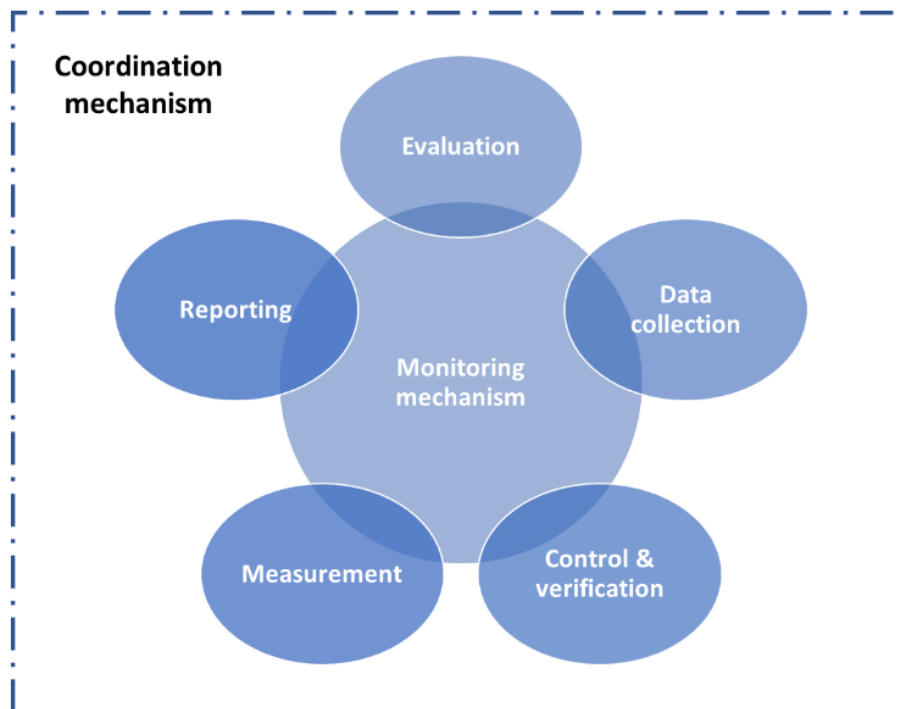 Coordination
mechanism
Evaluation
Reporting
Data
collection
Monitoring
mechanism
Measurement
Control &
verification